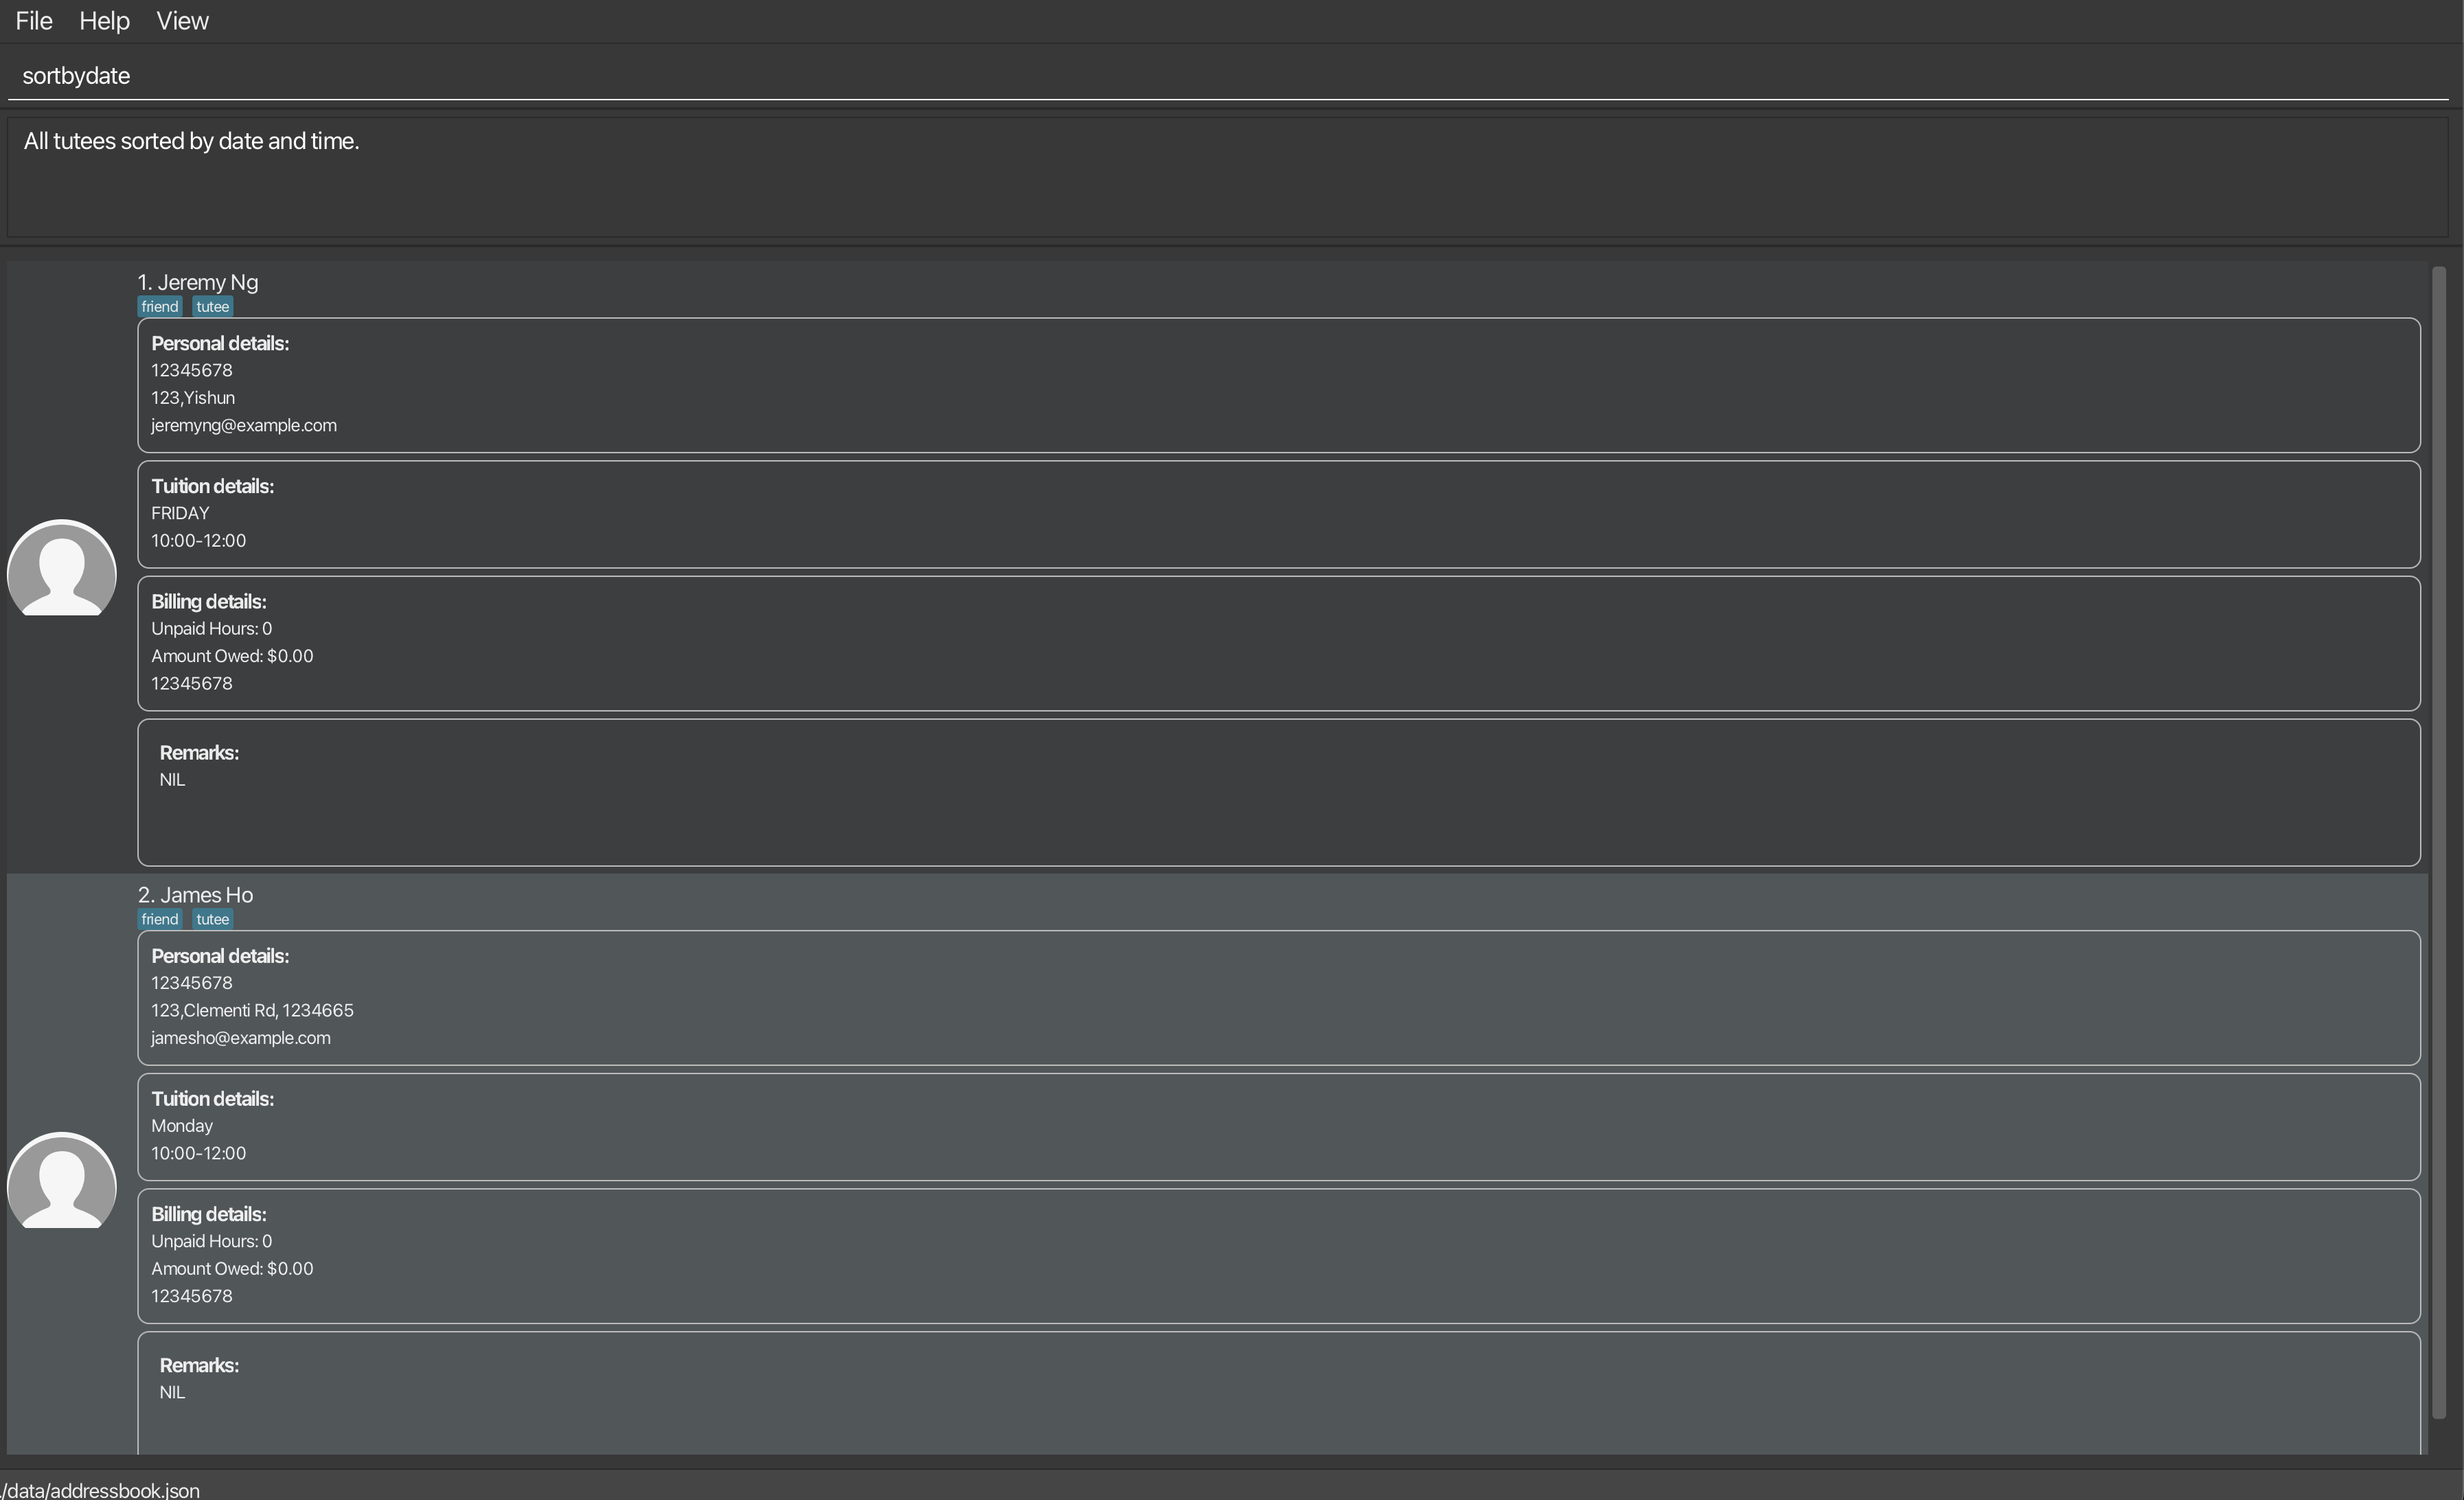 File Help View
sortbydate
All tutees sorted by date and time.
1. Jeremy Ng
friend tutee
Personal details:
12345678
123,Yishun
jeremyng@example.com
Tuition details:
FRIDAY
10:00-12:00
Billing details:
Unpaid Hours: 0
Amount Owed: $0.00
12345678
Remarks:
NIL
2. James Ho
friend tutee
Personal details:
12345678
123,Clementi Rd, 1234665
jamesho@example.com
Tuition details:
Monday
10:00-12:00
Billing details:
Unpaid Hours: 0
Amount Owed: $0.00
12345678
Remarks:
NIL
./data/addressbook.json